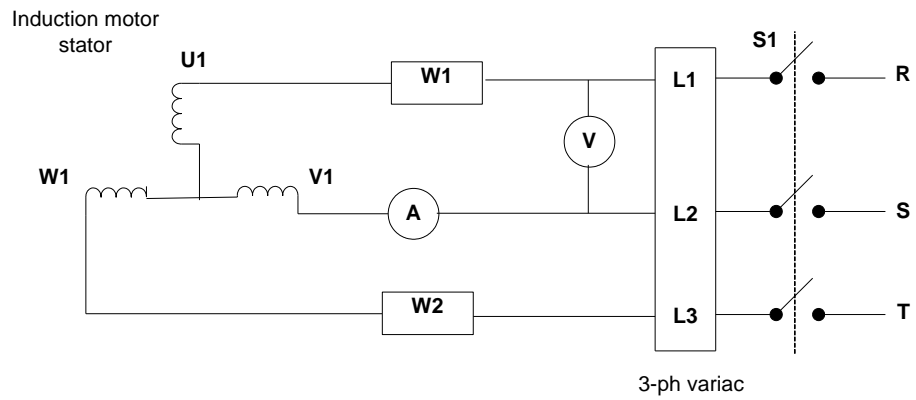 Induction motor
stator
U1
W1
V1
W1
V
A
W2
L1
L2
L3
S1
R
S
T
3-ph variac